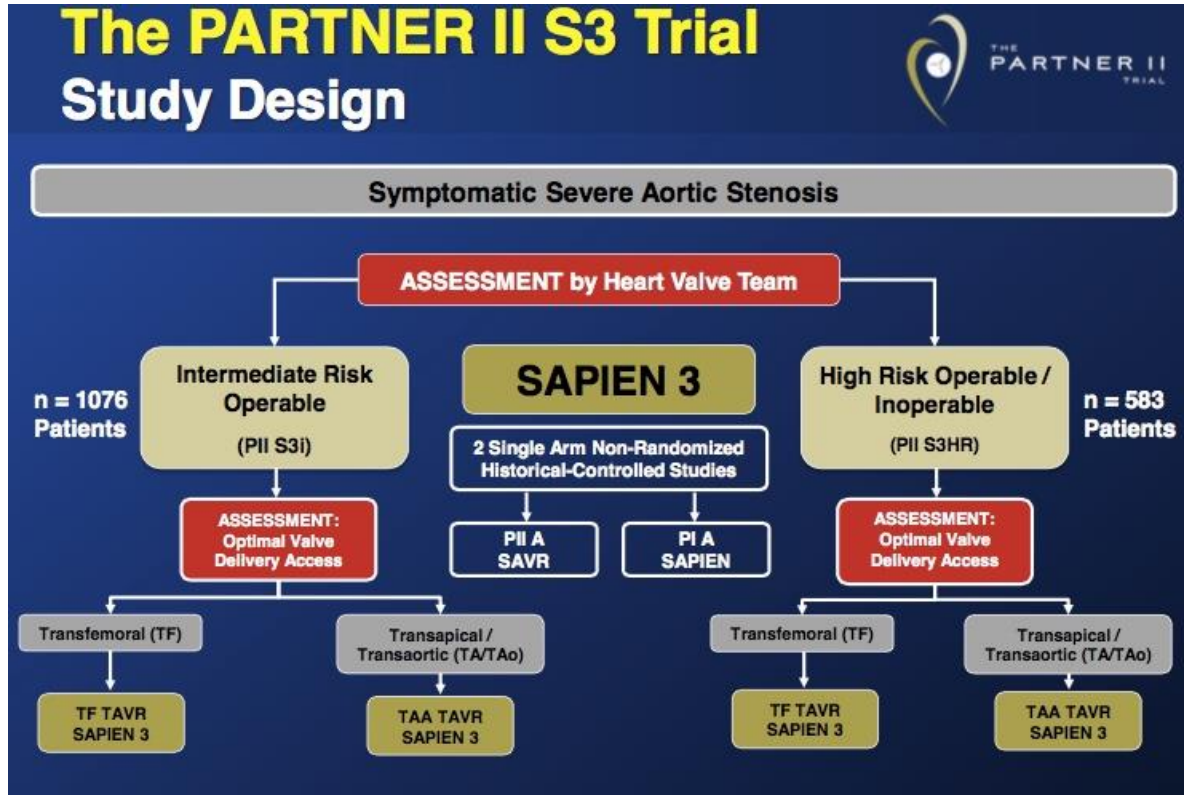 The PARTNER II S3 Trial
Study Design
THE
PARTNER II
TRIAL
Symptomatic Severe Aortic Stenosis
ASSESSMENT by Heart Valve Team
n = 1076
Patients
Intermediate Risk
Operable
(PII S3i)
SAPIEN 3
2 Single Arm Non-Randomized
Historical-Controlled Studies
PII A
SAVR
PI A
SAPIEN
High Risk Operable /
Inoperable
(PII S3HR)
n = 583
Patients
ASSESSMENT:
Optimal Valve
Delivery Access
ASSESSMENT:
Optimal Valve
Delivery Access
Transfemoral (TF)
Transapical /
Transaortic (TA/TAo)
Transfemoral (TF)
Transapical /
Transaortic (TA/TAo)
TF TAVR
SAPIEN 3
TAA TAVR
SAPIEN 3
TF TAVR
SAPIEN 3
TAA TAVR
SAPIEN 3